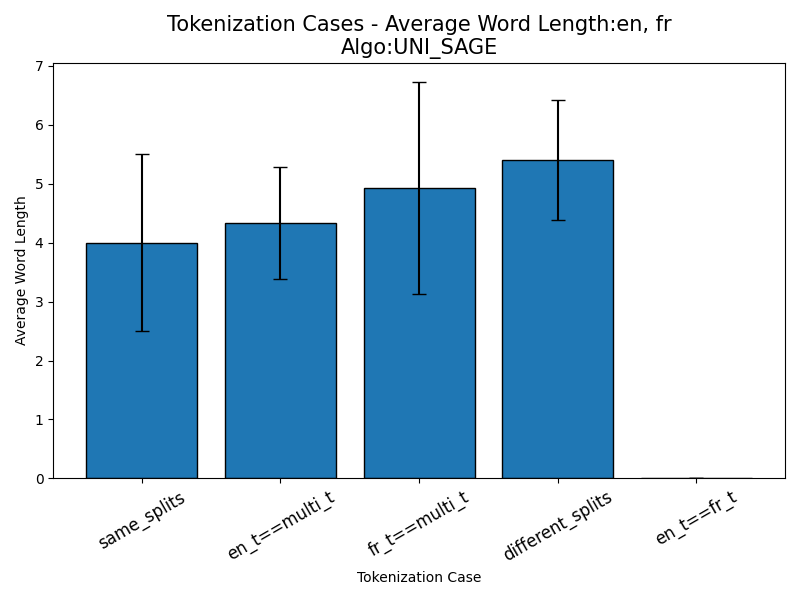 Tokenization Cases - Average Word Length:en, fr
Algo:UNI_SAGE
7
6
5
4
3
2
1
0
Average Word Length
same_splits
en_t==multi_t
fr_t==multi_t
different_splits
en_t==fr_t
Tokenization Case